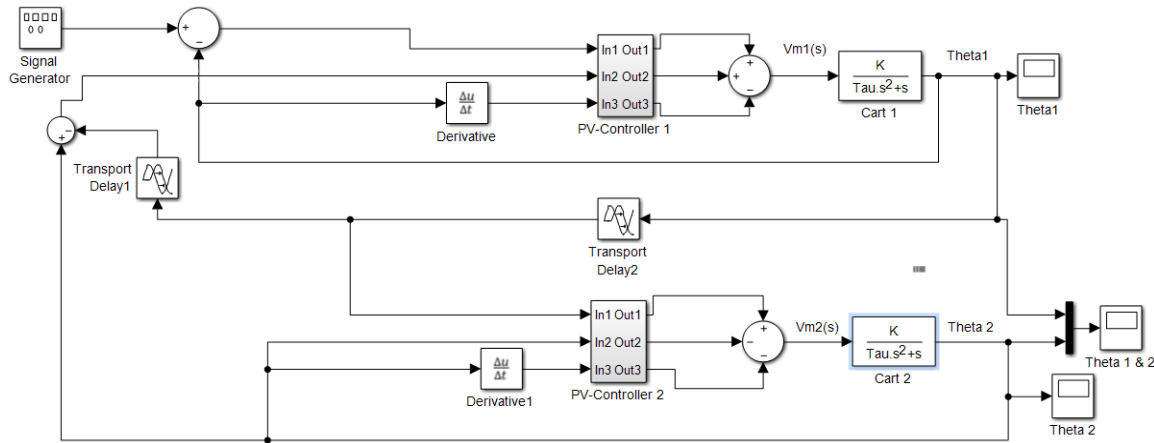 Signal
Generator
+
−
In1 Out1
In2 Out2
In3 Out3
PV-Controller 1
Δu
Δt
Derivative
+
+
−
Vm1(s)
K
Tau.s²+s
Cart 1
Theta1
Theta1
−
+
Transport
Delay1
Transport
Delay2
In1 Out1
In2 Out2
In3 Out3
PV-Controller 2
Δu
Δt
Derivative1
+
−
−
Vm2(s)
K
Tau.s²+s
Cart 2
Theta 2
Theta 1 & 2
Theta 2